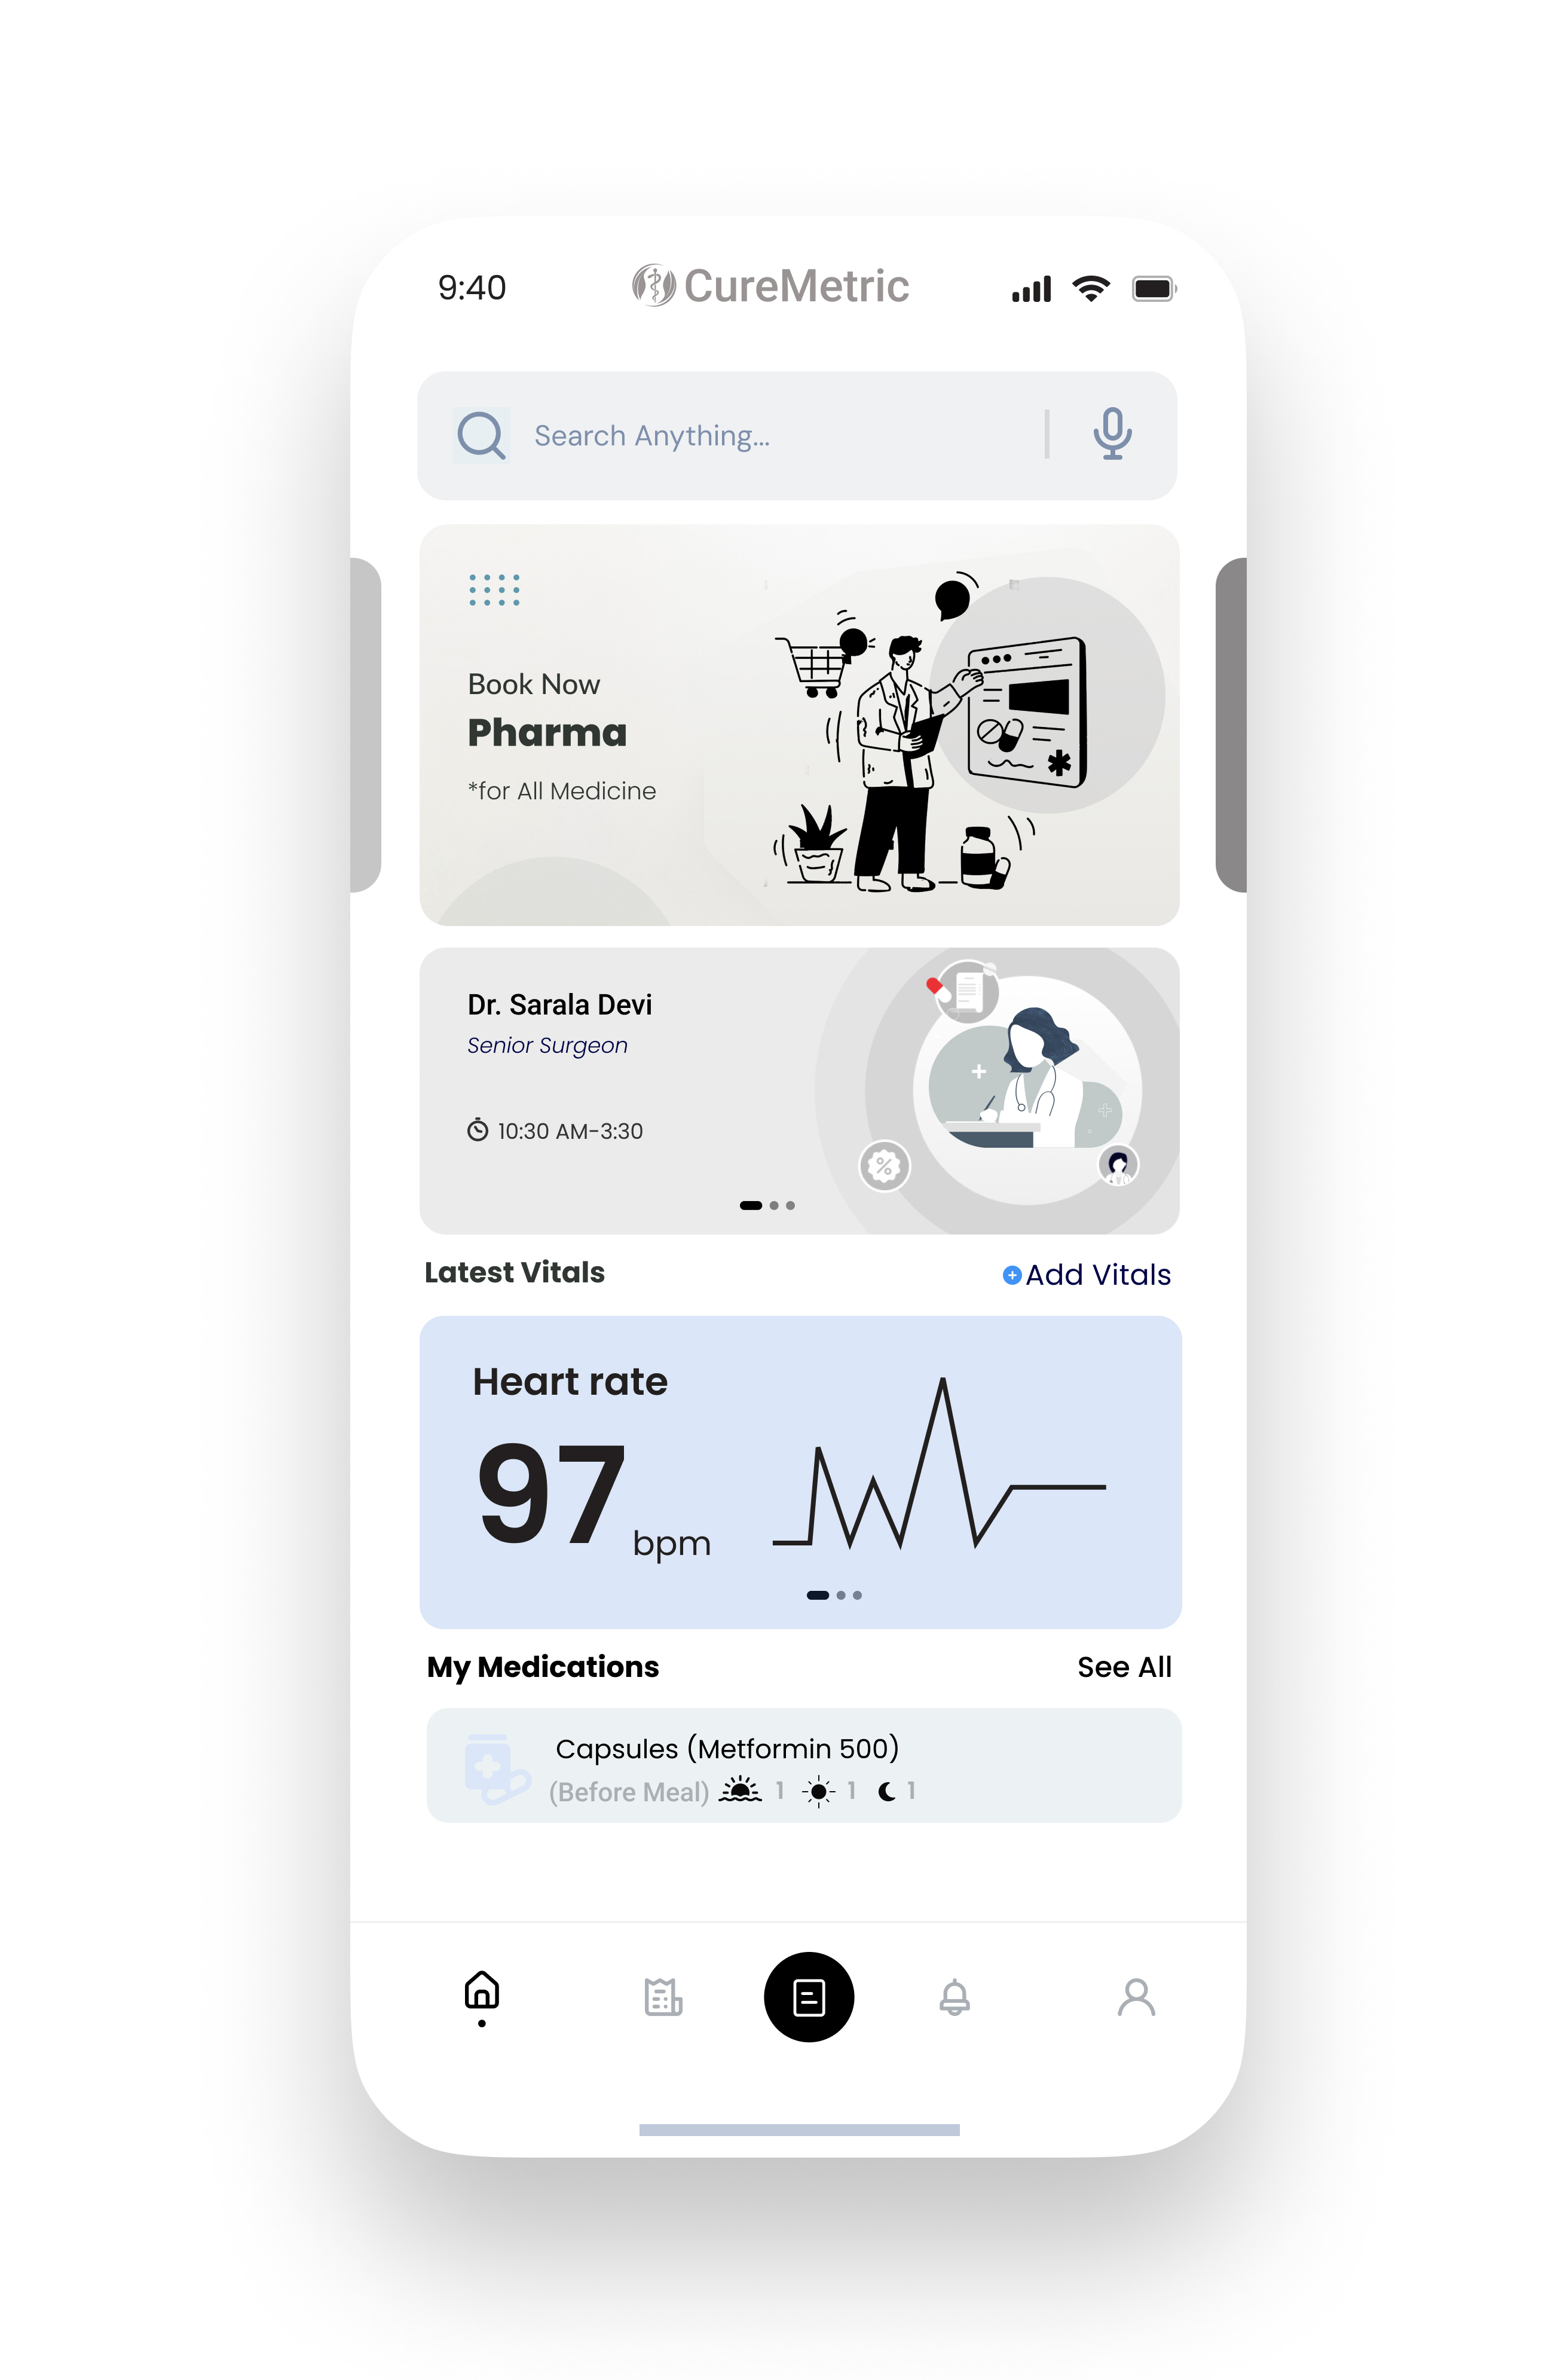 9:40
CureMetric
Search Anything...
Book Now
Pharma
*for All Medicine
Dr. Sarala Devi
Senior Surgeon
10:30 AM-3:30
Latest Vitals
Add Vitals
Heart rate
97 bpm
My Medications
See All
Capsules (Metformin 500)
(Before Meal) 1 1 1